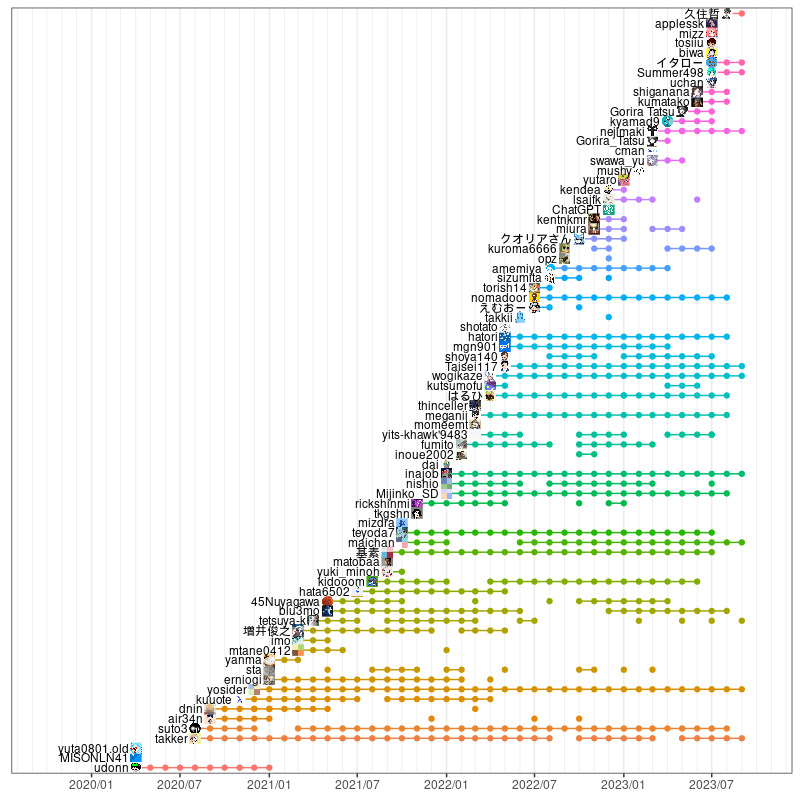 久住哲
applessk
mizz
tosiiu
biwa
イタロー
Summer498
uchan
shiganana
kumatako
Gorira Tatsu
kyamad9
nejimaki
Gorira_Tatsu
cman
swawa_yu
mushy
yutaro
kendea
lsajfk
ChatGPT
kentnkmr
miura
クオリアさん
kuroma6666
opz
amemiya
sizumita
torish14
nomadoor
えむおー
takkii
shotato
hatori
mgn901
shoya140
Taisei117
wogikaze
kutsumofu
はるひ
thinceller
meganii
momeemt
yits-khawk9483
fumito
inoue2002
dai
inajob
nishio
Mijinko_SD
rickshinmi
tkgshn
mizdra
teyoda7
maichan
基素
matobaa
yuki_minoh
kidooom
hata6502
45Nuyagawa
blu3mo
tetsuya-k
増井俊之
imo
mtane0412
yanma
sta
erniogi
yosider
kuuote
dnin
air34n
suto3
takker
yuta0801.old
MISONLN41
udonn
2020/01 2020/07 2021/01 2021/07 2022/01 2022/07 2023/01 2023/07